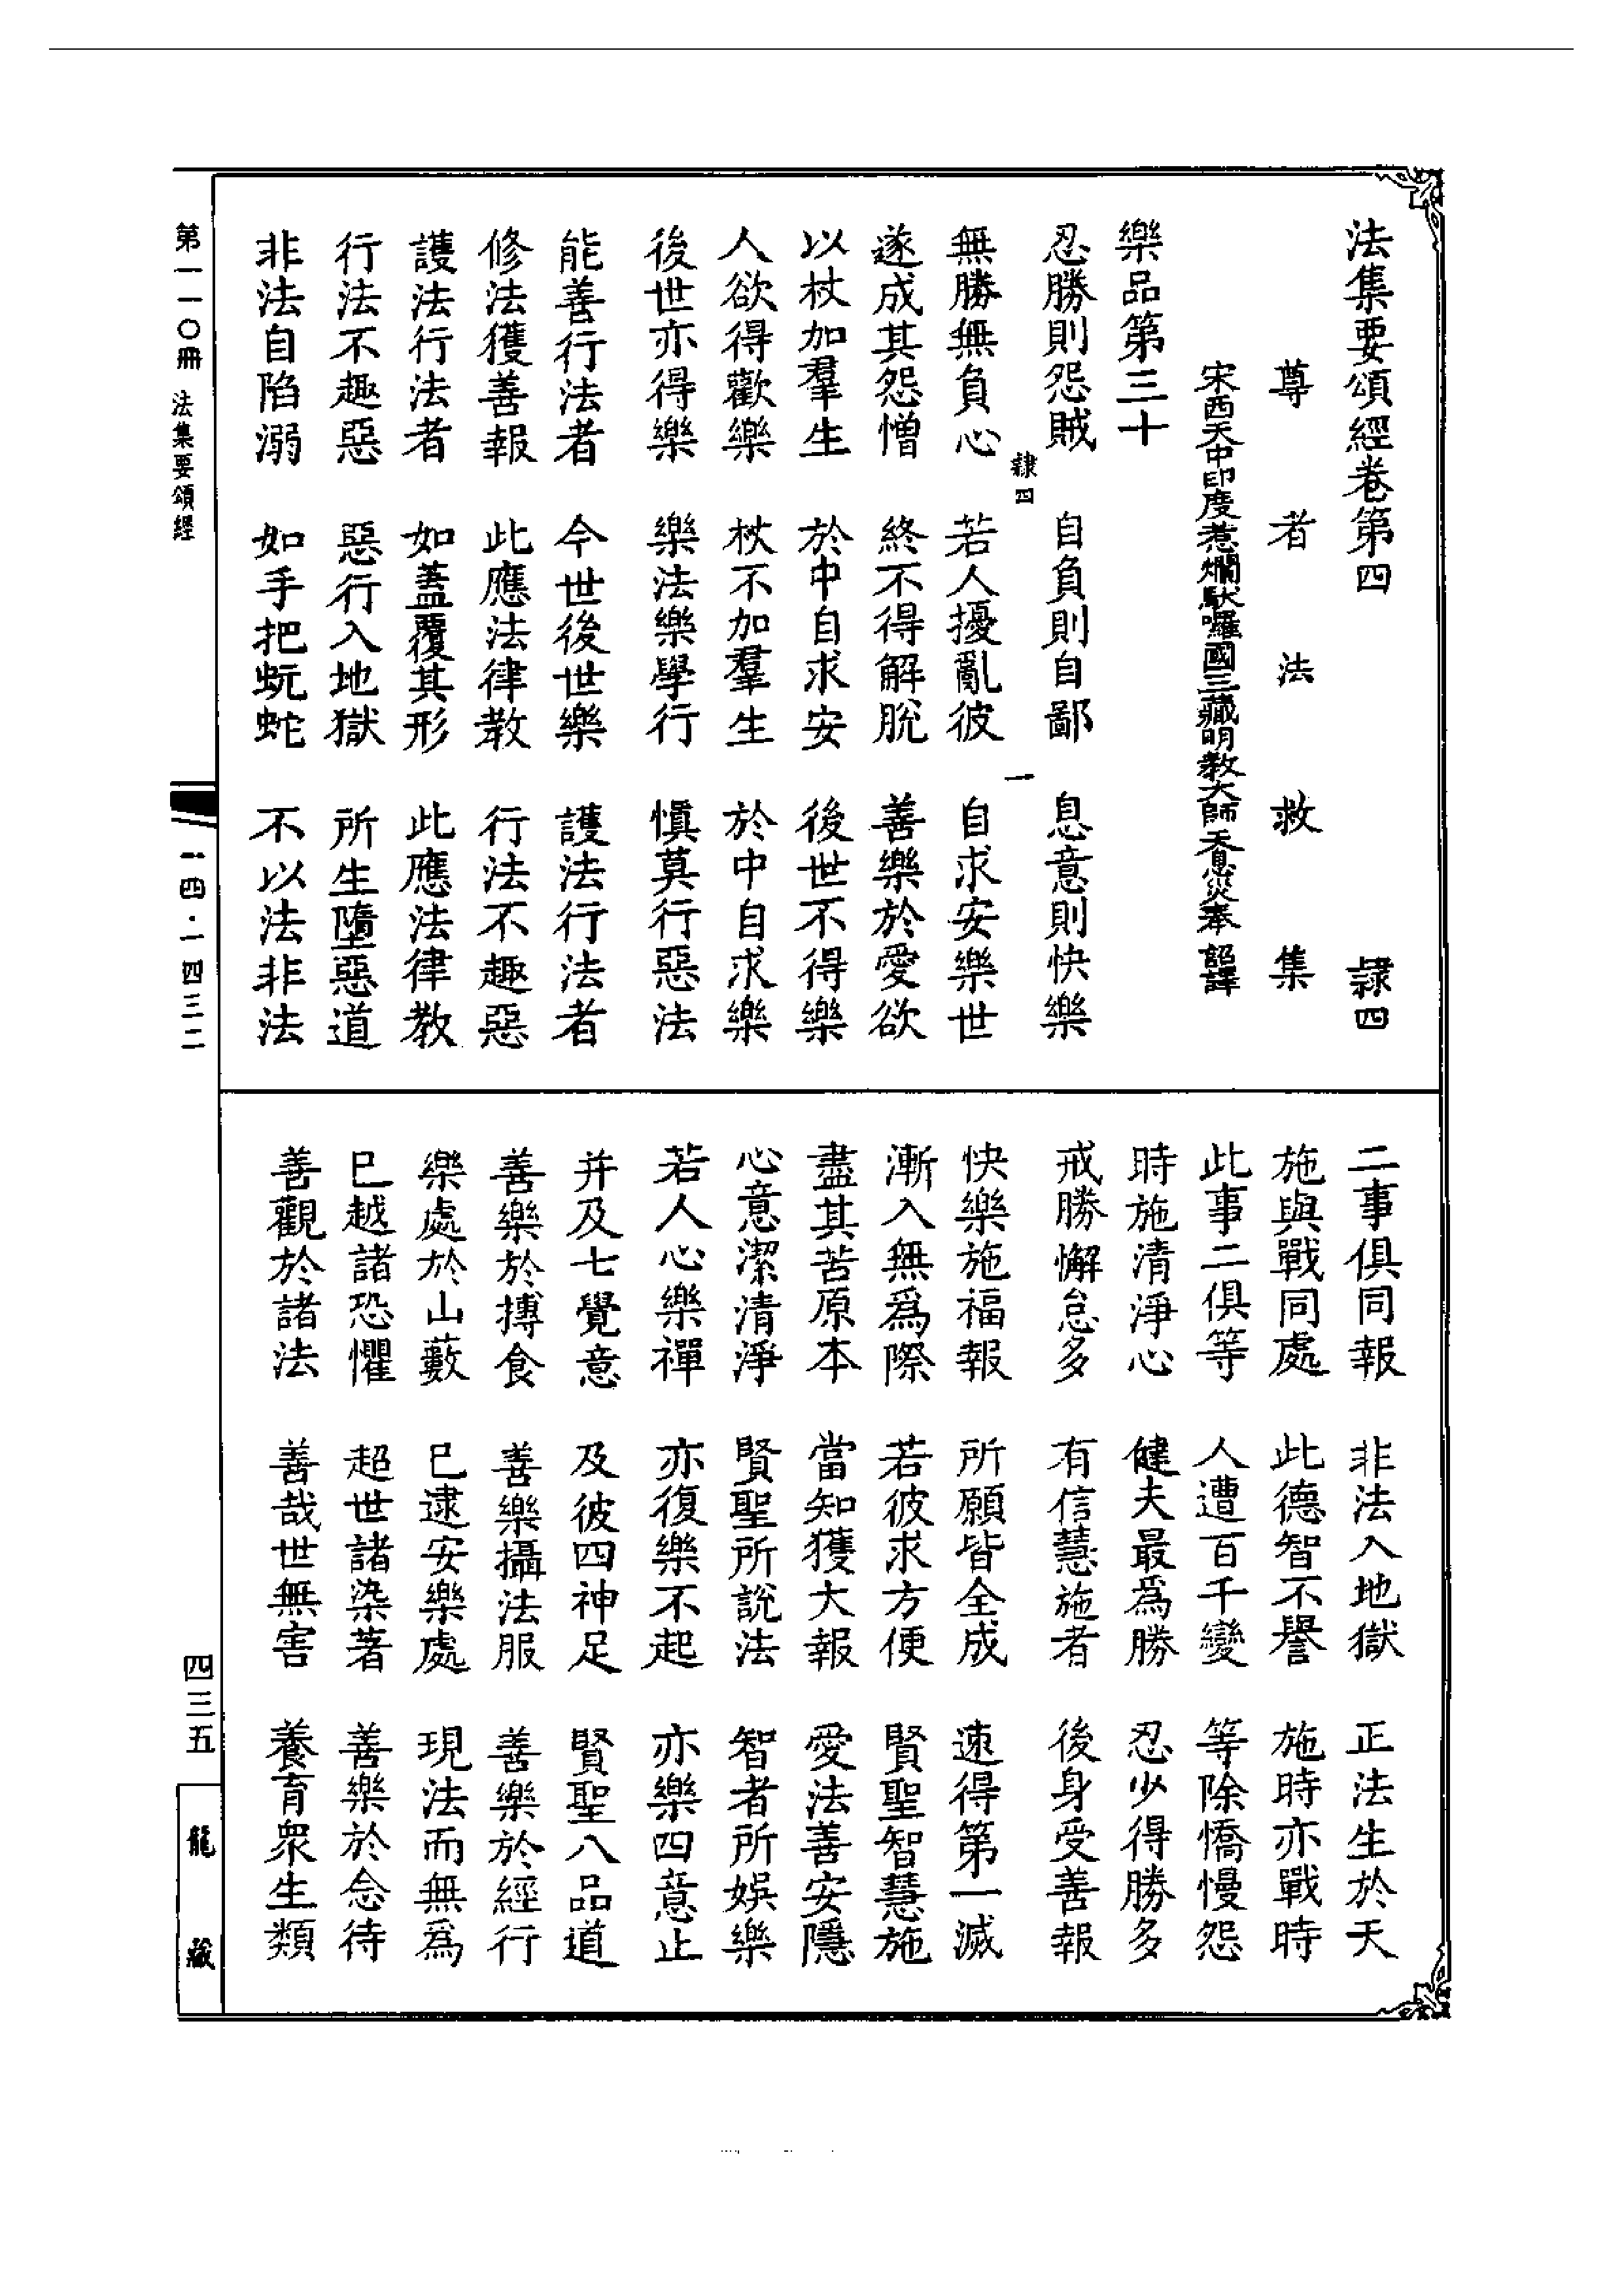 法集要頌經卷第四 隸四
尊者法救集
宋西天中印度惹爛馱囉國三藏明教大師天息災奉 詔譯
樂品第三十
忍勝則怨賊 自負則自鄙 息意則快樂
隸四 一
無勝無負心 若人擾亂彼 自求安樂世
遂成其怨憎 終不得解脫 善樂於愛欲
以杖加羣生 於中自求安 後世不得樂
人欲得歡樂 杖不加羣生 於中自求樂
後世亦得樂 樂法樂學行 慎莫行惡法
能善行法者 今世後世樂 護法行法者
修法獲善報 此應法律教 行法不趣惡
護法行法者 如蓋覆其形 此應法律教
行法不趣惡 惡行入地獄 所生墮惡道
非法自陷溺 如手把蚖蛇 不以法非法
二事俱同報 非法入地獄 正法生於天
施與戰同處 此德智不譽 施時亦戰時
此事二俱等 人遭百千變 等除憍慢怨
時施清淨心 健夫最為勝 忍少得勝多
戒勝懈怠多 有信慧施者 後身受善報
快樂施福報 所願皆全成 速得第一滅
漸入無為際 若彼求方便 賢聖智慧施
盡其苦原本 當知獲大報 愛法善安隱
心意潔清淨 賢聖所說法 智者所娛樂
若人心樂禪 亦復樂不起 亦樂四意止
并及七覺意 及彼四神足 賢聖八品道
善樂於摶食 善樂攝法服 善樂於經行
樂處於山藪 已逮安樂處 現法而無為
已越諸恐懼 超世諸染著 善樂於念待
善觀於諸法 善哉世無害 養育眾生類
第一一〇冊 法集要頌經
一四·一四三二
四三五
龍藏